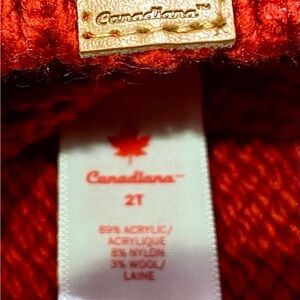 Canadiana™
Canadiana™
2T
89% ACRYLIC/
ACRYLIQUE
8% NYLON
3% WOOL/
LAINE